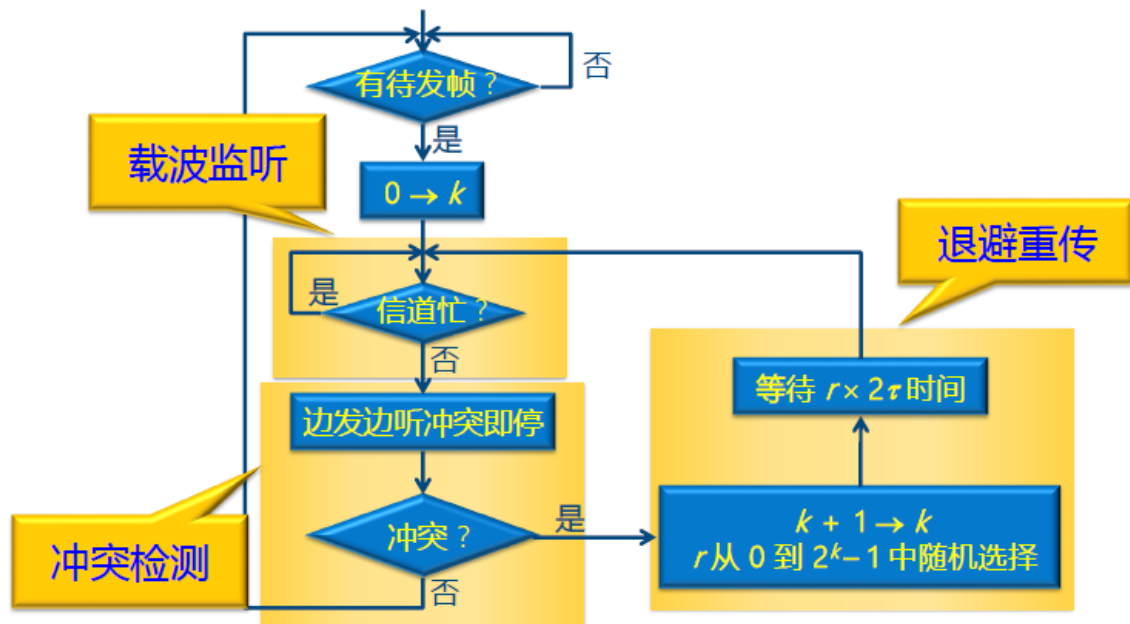 有待发帧？
否
是
载波监听
0 → k
退避重传
是
信道忙？
否
等待 r × 2τ 时间
边发边听冲突即停
冲突？
是
k + 1 → k
r 从 0 到 2ᵏ− 1 中随机选择
冲突检测
否